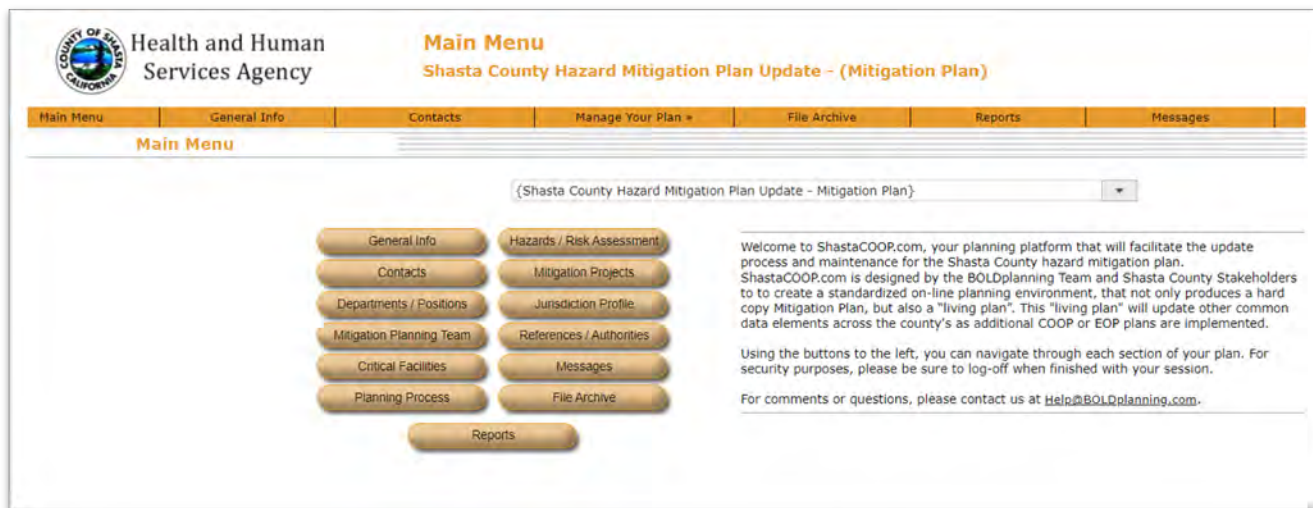 COUNTY OF SHASTA
CALIFORNIA
Health and Human
Services Agency
Main Menu
Shasta County Hazard Mitigation Plan Update - (Mitigation Plan)
Main Menu General Info Contacts Manage Your Plan » File Archive Reports Messages
Main Menu
{Shasta County Hazard Mitigation Plan Update - Mitigation Plan}
General Info Hazards / Risk Assessment
Contacts Mitigation Projects
Departments / Positions Jurisdiction Profile
Mitigation Planning Team References / Authorities
Critical Facilities Messages
Planning Process File Archive
Reports
Welcome to ShastaCOOP.com, your planning platform that will facilitate the update
process and maintenance for the Shasta County hazard mitigation plan.
ShastaCOOP.com is designed by the BOLDplanning Team and Shasta County Stakeholders
to to create a standardized on-line planning environment, that not only produces a hard
copy Mitigation Plan, but also a "living plan". This "living plan" will update other common
data elements across the county's as additional COOP or EOP plans are implemented.
Using the buttons to the left, you can navigate through each section of your plan. For
security purposes, please be sure to log-off when finished with your session.
For comments or questions, please contact us at Help@BOLDplanning.com.